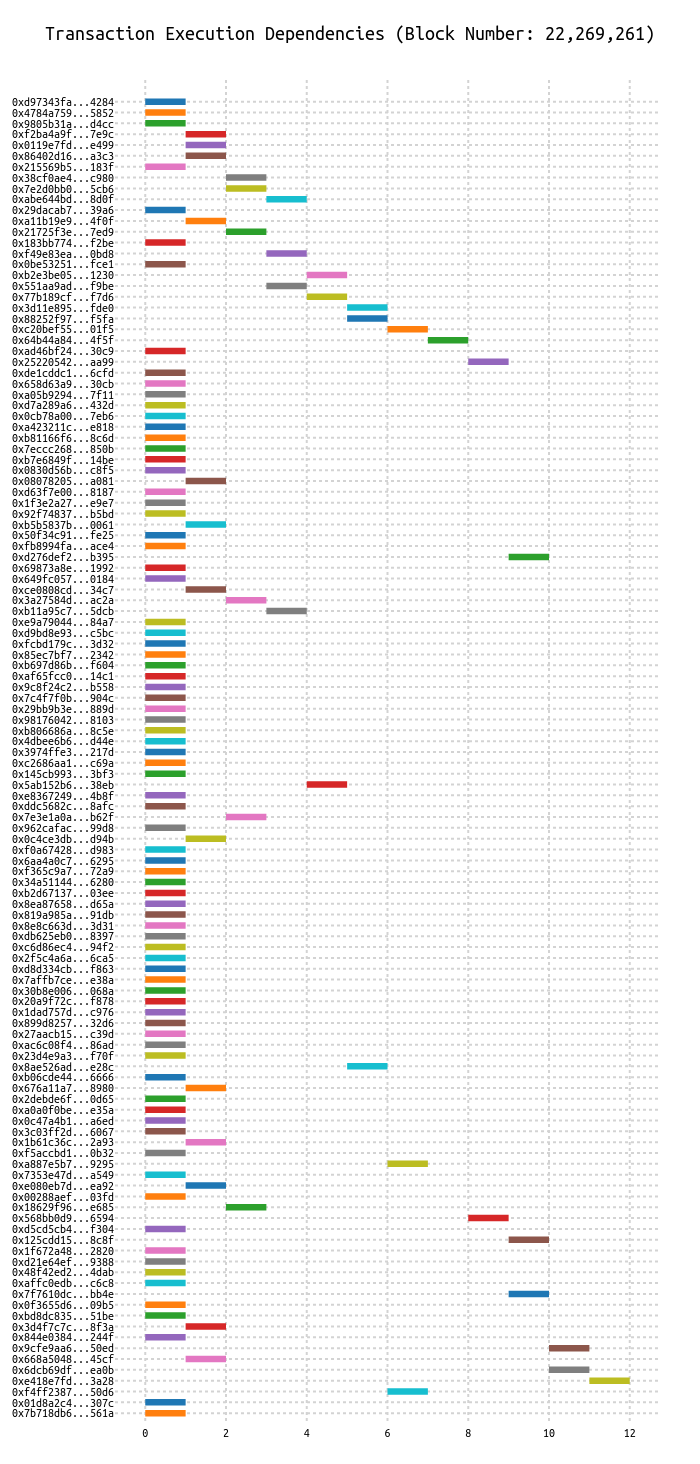 Transaction Execution Dependencies (Block Number: 22,269,261)
0xd97343fa...4284
0x4784a759...5852
0x9805b31a...d4cc
0xf2ba4a9f...7e9c
0x0119e7fd...e499
0x86402d16...a3c3
0x215569b5...183f
0x38cf0ae4...c980
0x7e2d0bb0...5cb6
0xabe644bd...8d0f
0x29dacab7...39a6
0xa11b19e9...4f0f
0x21725f3e...7ed9
0x183bb774...f2be
0xf49e83ea...0bd8
0x0be53251...fce1
0xb2e3be05...1230
0x551aa9ad...f9be
0x77b189cf...f7d6
0x3d11e895...fde0
0x88252f97...f5fa
0xc20bef55...01f5
0x64b44a84...4f5f
0xad46bf24...30c9
0x25220542...aa99
0xde1cddc1...6cfd
0x658d63a9...30cb
0xa05b9294...7f11
0xd7a289a6...432d
0x0cb78a00...7eb6
0xa423211c...e818
0xb81166f6...8c6d
0x7eccc268...850b
0xb7e6849f...14be
0x0830d56b...c8f5
0x08078205...a081
0xd63f7e00...8187
0x1f3e2a27...e9e7
0x92f74837...b5bd
0xb5b5837b...0061
0x50f34c91...fe25
0xfb8994fa...ace4
0xd276def2...b395
0x69873a8e...1992
0x649fc057...0184
0xce0808cd...34c7
0x3a27584d...ac2a
0xb11a95c7...5dcb
0xe9a79044...84a7
0xd9bd8e93...c5bc
0xfcbd179c...3d32
0x85ec7bf7...2342
0xb697d86b...f604
0xaf65fcc0...14c1
0x9c8f24c2...b558
0x7c4f7f0b...904c
0x29bb9b3e...889d
0x98176042...8103
0xb806686a...8c5e
0x4dbee6b6...d44e
0x3974ffe3...217d
0xc2686aa1...c69a
0x145cb993...3bf3
0x5ab152b6...38eb
0xe8367249...4b8f
0xddc5682c...8afc
0x7e3e1a0a...b62f
0x962cafac...99d8
0x0c4ce3db...d94b
0xf0a67428...d983
0x6aa4a0c7...6295
0xf365c9a7...72a9
0x34a51144...6280
0xb2d67137...03ee
0x8ea87658...d65a
0x819a985a...91db
0x8e8c663d...3d31
0xdb625eb0...8397
0xc6d86ec4...94f2
0x2f5c4a6a...6ca5
0xd8d334cb...f863
0x7affb7ce...e38a
0x30b8e006...068a
0x20a9f72c...f878
0x1dad757d...c976
0x899d8257...32d6
0x27aacb15...c39d
0xac6c08f4...86ad
0x23d4e9a3...f70f
0x8ae526ad...e28c
0xb06cde44...6666
0x676a11a7...8980
0x2debde6f...0d65
0xa0a0f0be...e35a
0x0c47a4b1...a6ed
0x3c03ff2d...6067
0x1b61c36c...2a93
0xf5accbd1...0b32
0xa887e5b7...9295
0x7353e47d...a549
0xe080eb7d...ea92
0x00288aef...03fd
0x18629f96...e685
0x568bb0d9...6594
0xd5cd5cb4...f304
0x125cdd15...8c8f
0x1f672a48...2820
0xd21e64ef...9388
0x48f42ed2...4dab
0xaffc0edb...c6c8
0x7f7610dc...bb4e
0x0f3655d6...09b5
0xbd8dc835...51be
0x3d4f7c7c...8f3a
0x844e0384...244f
0x9cfe9aa6...50ed
0x668a5048...45cf
0x6dcb69df...ea0b
0xe418e7fd...3a28
0xf4ff2387...50d6
0x01d8a2c4...307c
0x7b718db6...561a
0 2 4 6 8 10 12